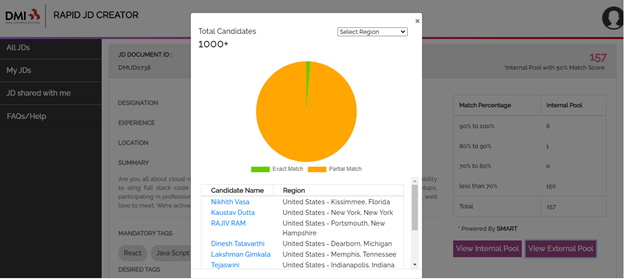 DMI
RAPID JD CREATOR
All JDs
My JDs
JD shared with me
FAQs/Help
JD DOCUMENT ID :
DMIJD0738
DESIGNATION
EXPERIENCE
LOCATION
SUMMARY
Are you all about cloud-n
to sling full stack code
participating in profession
love to meet. We're active
MANDATORY TAGS
React
Java Script
DESIRED TAGS
×
Total Candidates
1000+
Select Region
Exact Match
Partial Match
Candidate Name Region
Nikhith Vasa United States - Kissimmee, Florida
Kaustav Dutta United States - New York, New York
RAJIV RAM United States - Portsmouth, New
Hampshire
Dinesh Tatavarthi United States - Dearborn, Michigan
Lakshman Gimkala United States - Memphis, Tennessee
Tejaswini United States - Indianapolis, Indiana
157
*Internal Pool with 50% Match Score
ability
etups,
well
Match Percentage Internal Pool
90% to 100% 6
80% to 90% 1
70% to 80% 0
less than 70% 150
Total 157
* Powered By SMART
View Internal Pool
View External Pool